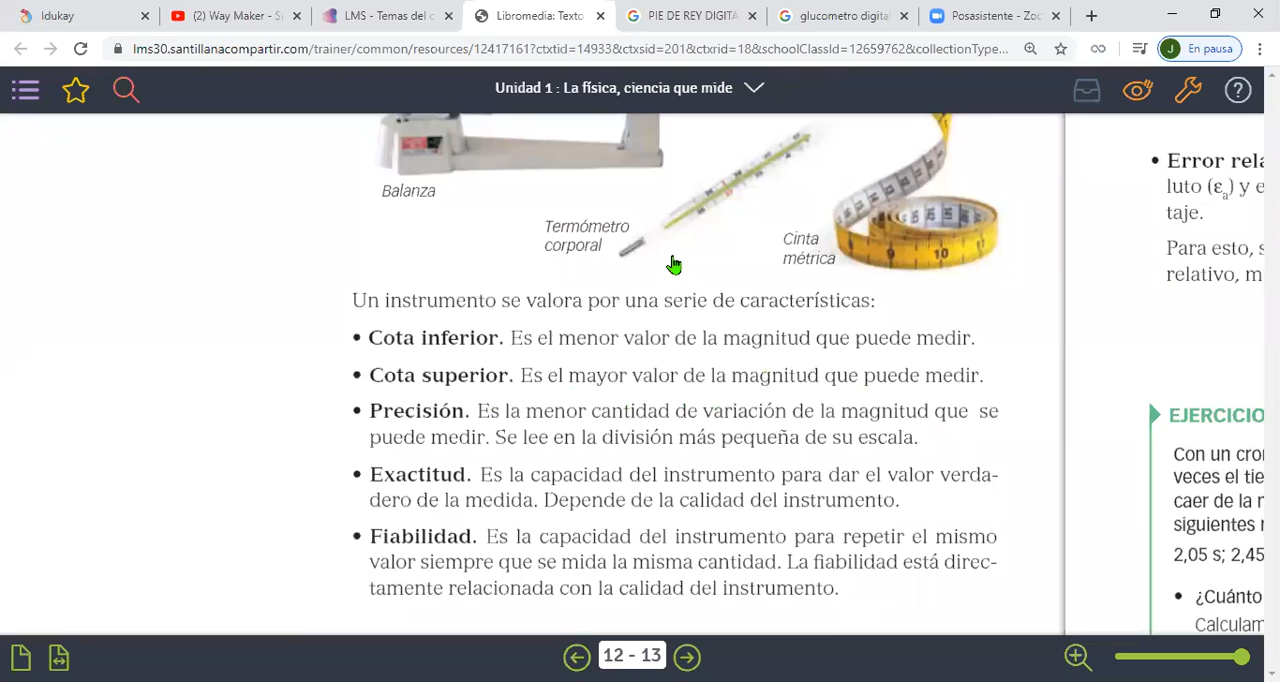 Idukay
(2) Way Maker - S
LMS - Temas del c
Libromedia: Texto
PIE DE REY DIGITA
glucometro digital
Posasistente - Zoo
lms30.santillanacompartir.com/trainer/common/resources/12417161?ctxtid=14933&ctxsid=201&ctxrid=18&schoolClassId=12659762&collectionType...
J
En pausa
Unidad 1 : La física, ciencia que mide
Balanza
Termómetro
corporal
Cinta
métrica
Un instrumento se valora por una serie de características:
• Cota inferior. Es el menor valor de la magnitud que puede medir.
• Cota superior. Es el mayor valor de la magnitud que puede medir.
• Precisión. Es la menor cantidad de variación de la magnitud que se
puede medir. Se lee en la división más pequeña de su escala.
• Exactitud. Es la capacidad del instrumento para dar el valor verda-
dero de la medida. Depende de la calidad del instrumento.
• Fiabilidad. Es la capacidad del instrumento para repetir el mismo
valor siempre que se mida la misma cantidad. La fiabilidad está direc-
tamente relacionada con la calidad del instrumento.
• Error rela
luto (εa) y e
taje.
Para esto, s
relativo, m
EJERCICIO
Con un cro
veces el tie
caer de la r
siguientes
2,05 s; 2,45
• ¿Cuánto
Calculam
12 - 13